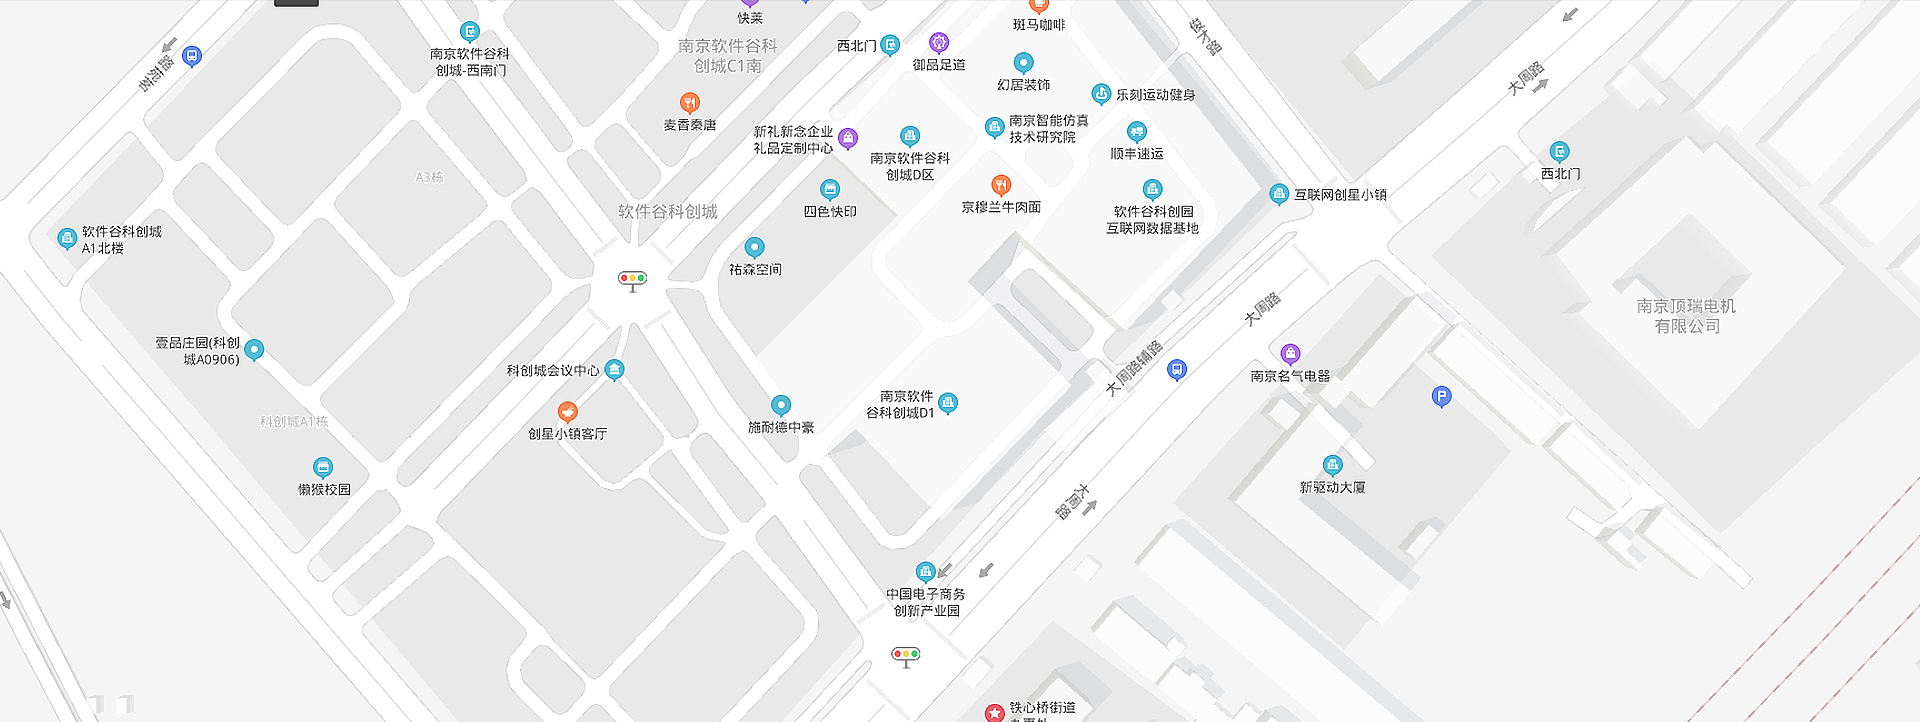 快莱
斑马咖啡
南京软件谷科
创城-西南门
南京软件谷科
创城C1南
西北门
御品足道
俊才路
宏源路
大周路
幻居装饰
乐刻运动健身
麦香秦唐
新礼新念企业
礼品定制中心
南京软件谷科
创城D区
南京智能仿真
技术研究院
顺丰速运
西北门
A3栋
四色快印
京穆兰牛肉面
软件谷科创园
互联网数据基地
互联网创星小镇
软件谷科创城
软件谷科创城
A1北楼
祐森空间
南京顶瑞电机
有限公司
大周路
壹品庄园(科创
城A0906)
科创城会议中心
大周路辅路
南京名气电器
P
南京软件
谷科创城D1
科创城A1栋
创星小镇客厅
施耐德中豪
懒猴校园
新驱动大厦
大周路
中国电子商务
创新产业园
铁心桥街道